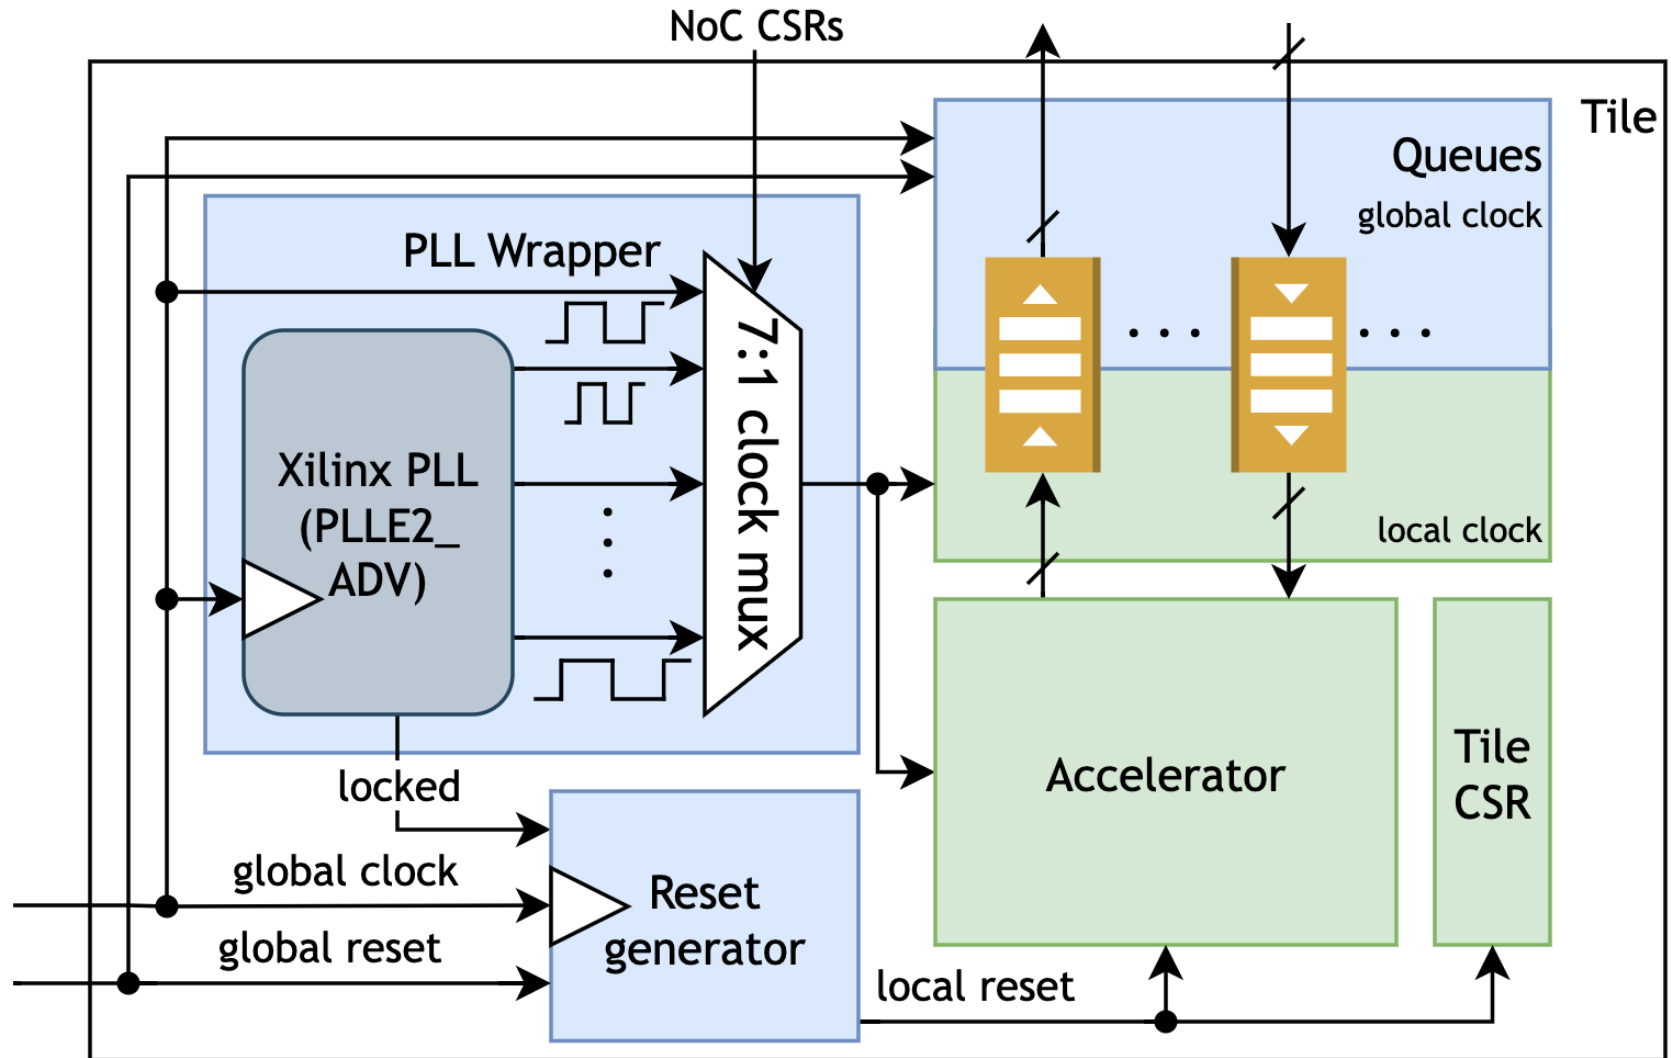 NoC CSRs
Tile
Queues
global clock
PLL Wrapper
7:1 clock mux
Xilinx PLL
(PLLE2_
ADV)
local clock
locked
Accelerator
Tile
CSR
global clock
Reset
generator
global reset
local reset